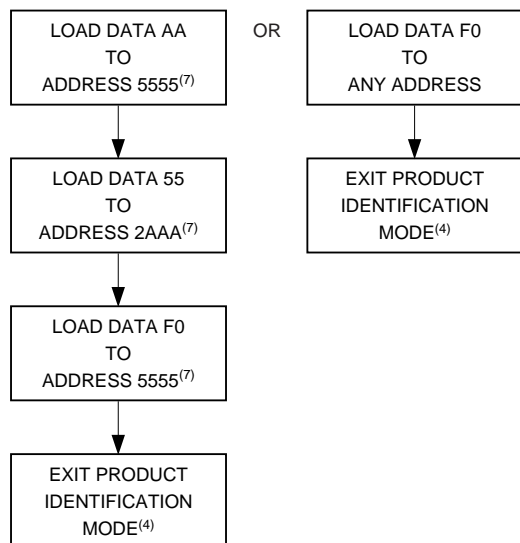 LOAD DATA AA
TO
ADDRESS 5555(7)
LOAD DATA 55
TO
ADDRESS 2AAA(7)
LOAD DATA F0
TO
ADDRESS 5555(7)
EXIT PRODUCT
IDENTIFICATION
MODE(4)
OR
LOAD DATA F0
TO
ANY ADDRESS
EXIT PRODUCT
IDENTIFICATION
MODE(4)